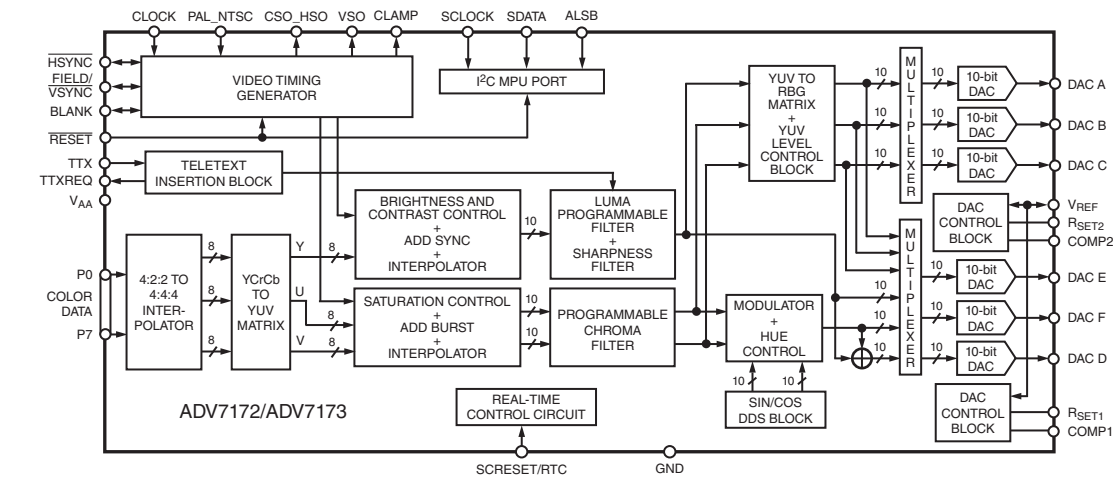 CLOCK PAL_NTSC CSO_HSO VSO CLAMP SCLOCK SDATA ALSB
HSYNC
FIELD/
VSYNC
BLANK
RESET
TTX
TTXREQ
VAA
P0
COLOR
DATA
P7
VIDEO TIMING
GENERATOR
I2C MPU PORT
TELETEXT
INSERTION BLOCK
4:2:2 TO
4:4:4
INTER-
POLATOR
8
8
8
YCrCb
TO
YUV
MATRIX
Y
8
U
8
V
8
BRIGHTNESS AND
CONTRAST CONTROL
+
ADD SYNC
+
INTERPOLATOR
10
SATURATION CONTROL
+
ADD BURST
+
INTERPOLATOR
10
10
LUMA
PROGRAMMABLE
FILTER
+
SHARPNESS
FILTER
PROGRAMMABLE
CHROMA
FILTER
YUV TO
RBG
MATRIX
+
YUV
LEVEL
CONTROL
BLOCK
MODULATOR
+
HUE
CONTROL
10
10
SIN/COS
DDS BLOCK
10
10
10
MULTIPLEXER
10
10
10
10-bit
DAC
10-bit
DAC
10-bit
DAC
DAC A
DAC B
DAC C
DAC
CONTROL
BLOCK
VREF
RSET2
COMP2
10
10
10
MULTIPLEXER
10
10
10
10-bit
DAC
10-bit
DAC
10-bit
DAC
DAC E
DAC F
DAC D
DAC
CONTROL
BLOCK
RSET1
COMP1
REAL-TIME
CONTROL CIRCUIT
ADV7172/ADV7173
SCRESET/RTC
GND